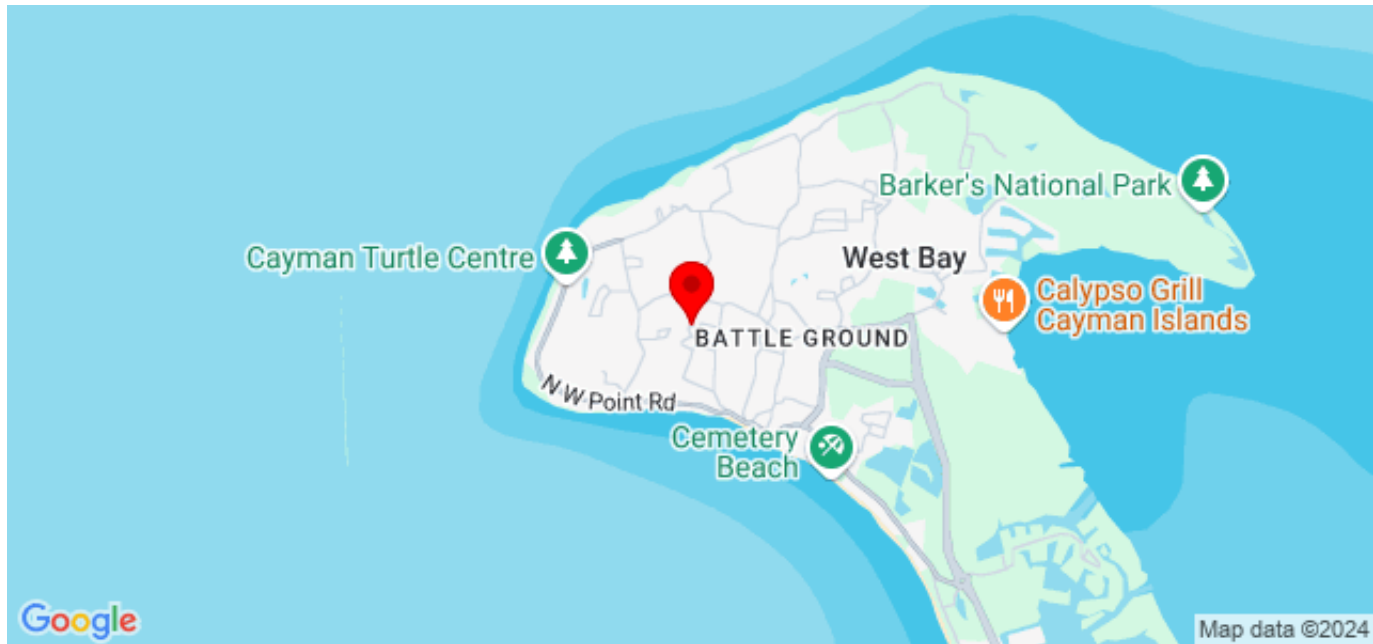 Barker's National Park
Cayman Turtle Centre
West Bay
Calypso Grill
Cayman Islands
BATTLE GROUND
N W Point Rd
Cemetery
Beach
Google
Map data ©2024